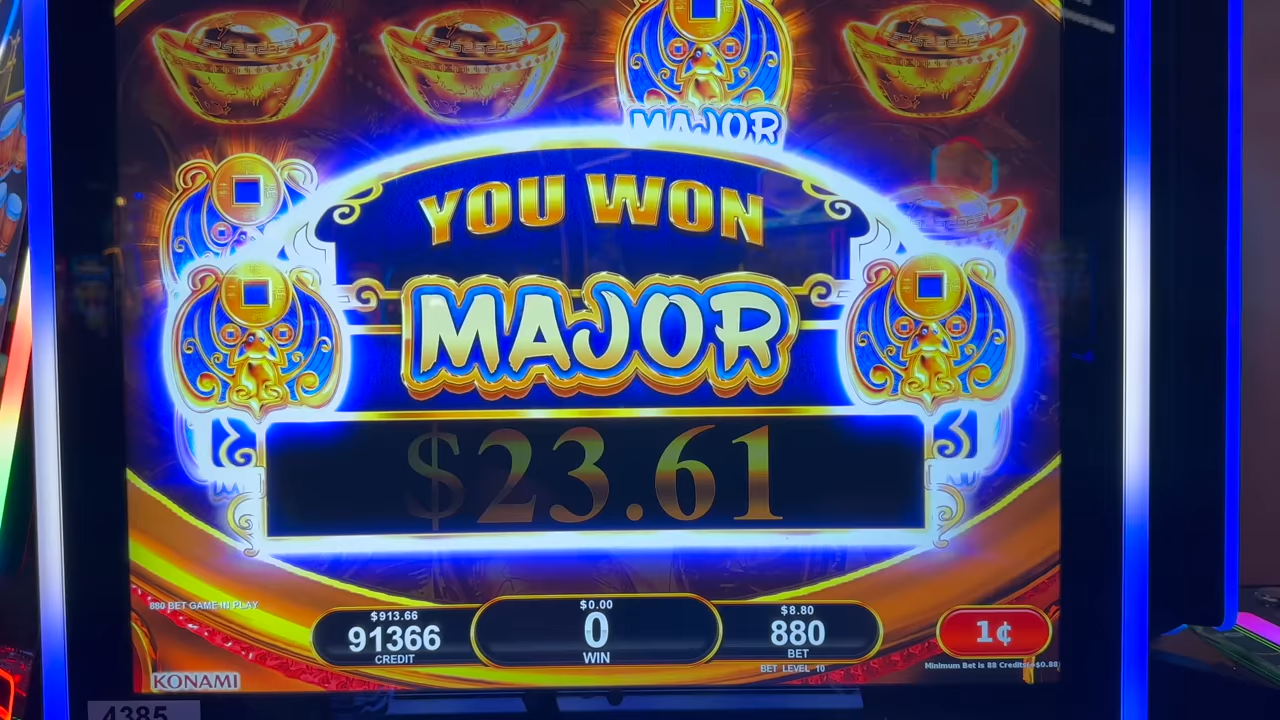 MAJOR
YOU WON
MAJOR
$23.61
880 BET GAME IN PLAY
$913.66
91366
CREDIT
$0.00
0
WIN
$8.80
880
BET
BET LEVEL 10
1¢
Minimum Bet is 88 Credits(=$0.88)
KONAMI
4385